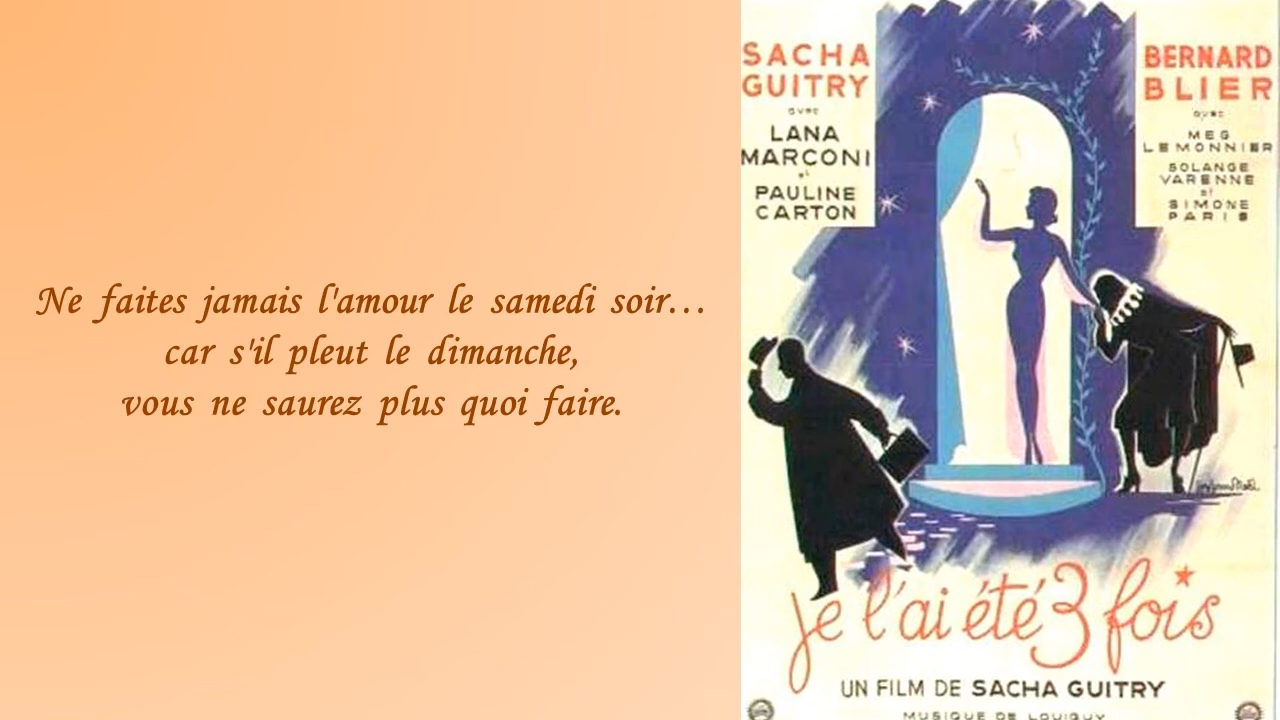 Ne faites jamais l'amour le samedi soir…
car s'il pleut le dimanche,
vous ne saurez plus quoi faire.
SACHA
GUITRY
avec
LANA
MARCONI
et
PAULINE
CARTON
BERNARD
BLIER
avec
MEG
LEMONNIER
SOLANGE
VARENNE
et
SIMONE
PARIS
je l'ai été 3 fois
UN FILM DE SACHA GUITRY
MUSIQUE DE LOUIGUY